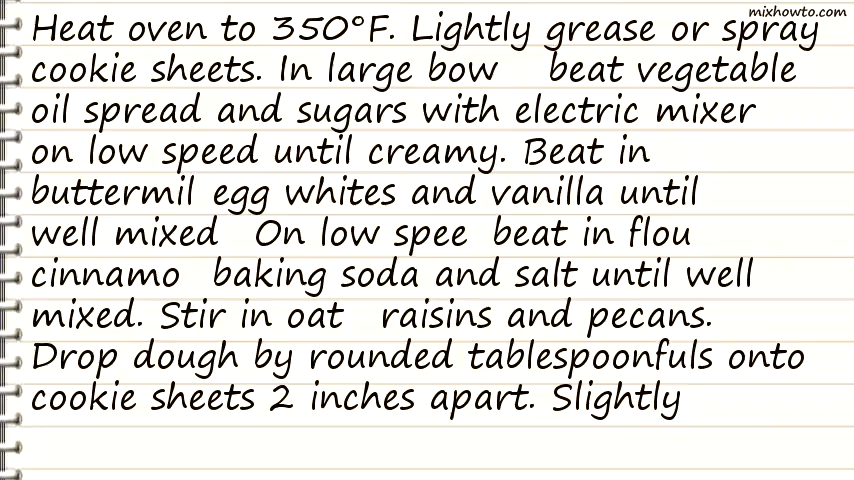 mixhowto.com
Heat oven to 350°F. Lightly grease or spray
cookie sheets. In large bow beat vegetable
oil spread and sugars with electric mixer
on low speed until creamy. Beat in
buttermil egg whites and vanilla until
well mixed On low spee beat in flou
cinnamo baking soda and salt until well
mixed. Stir in oat raisins and pecans.
Drop dough by rounded tablespoonfuls onto
cookie sheets 2 inches apart. Slightly